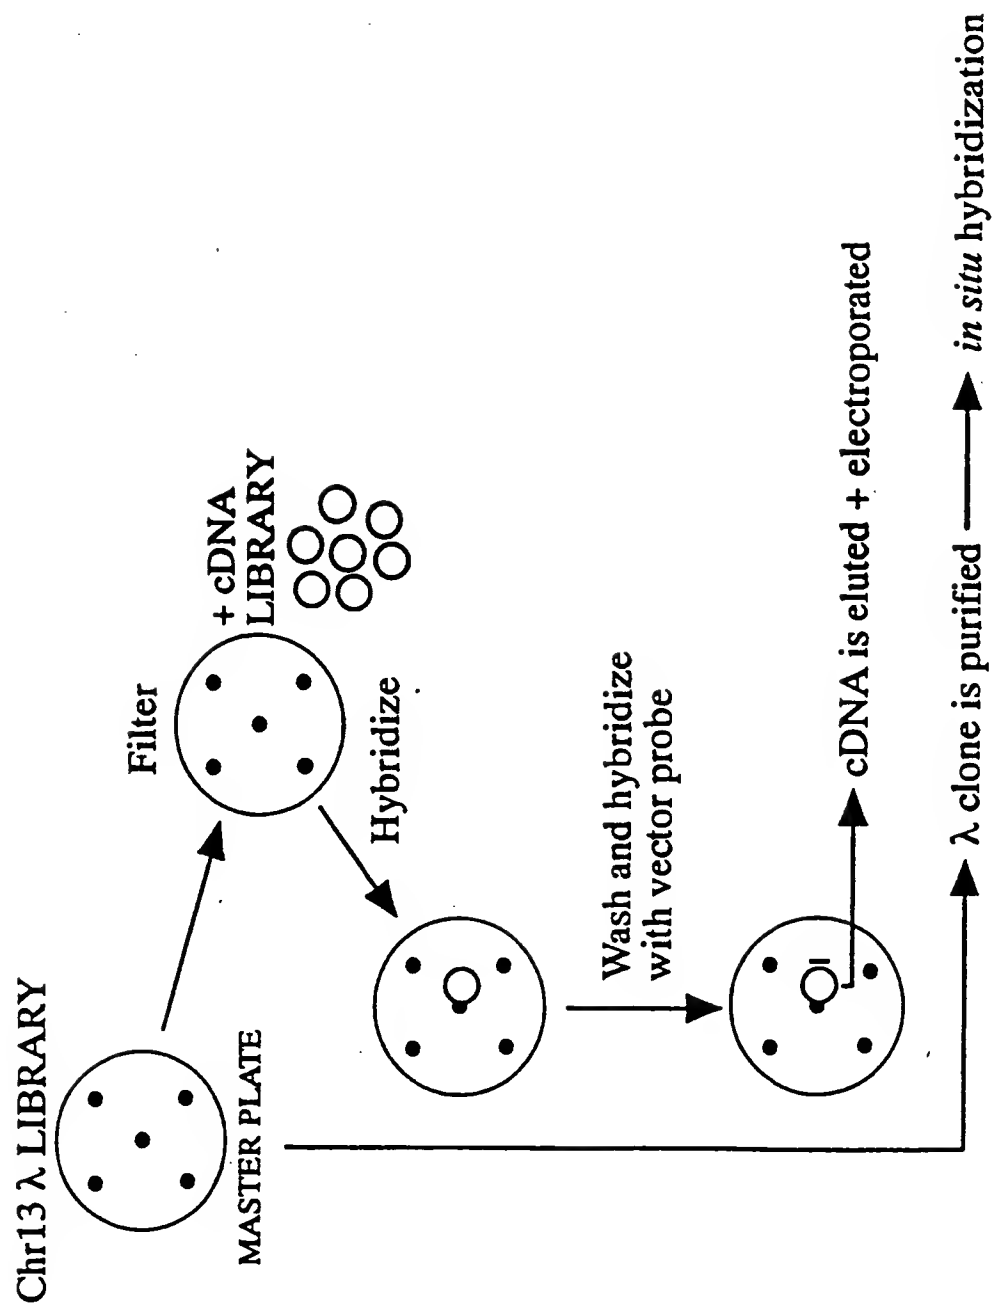 Chr13 λ LIBRARY
MASTER PLATE
Filter
+ cDNA
LIBRARY
Hybridize
Wash and hybridize
with vector probe
cDNA is eluted + electroporated
λ clone is purified
in situ hybridization